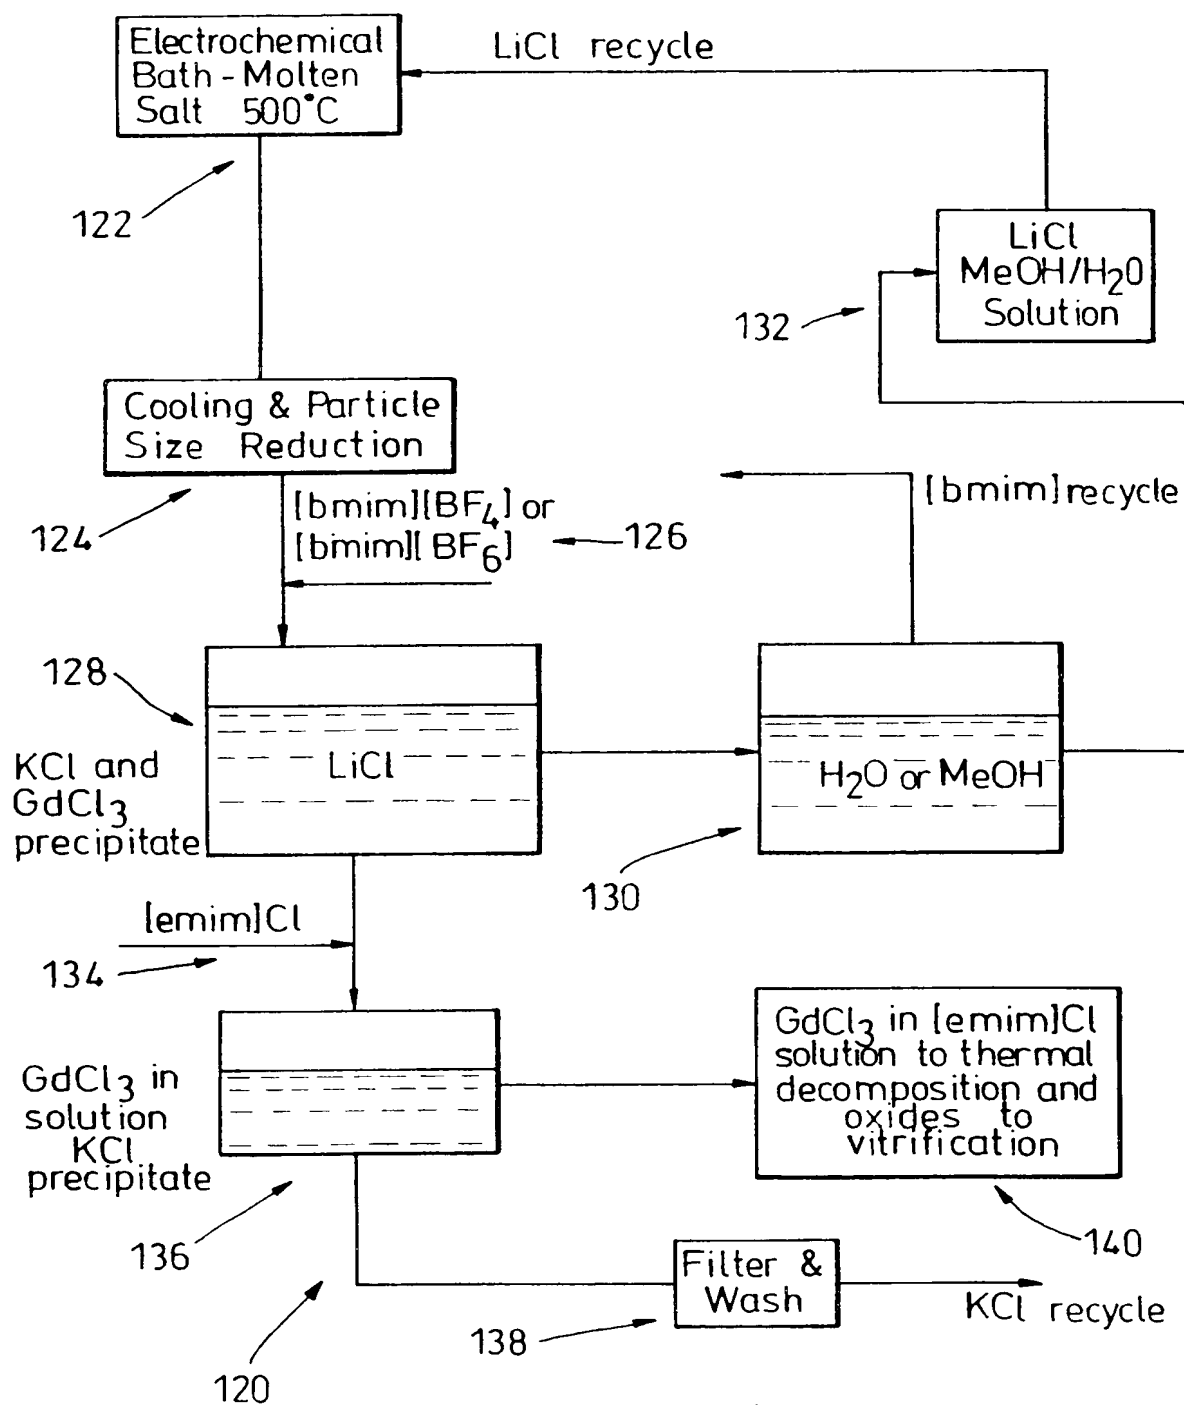 Electrochemical
Bath-Molten
Salt 500°C
LiCl recycle
122
LiCl
MeOH/H2O
Solution
132
Cooling & Particle
Size Reduction
124
[bmim][BF4] or
[bmim][BF6]
126
[bmim] recycle
128
KCl and
GdCl3
precipitate
LiCl
H2O or MeOH
130
[emim]Cl
134
GdCl3 in
solution
KCl
precipitate
136
GdCl3 in [emim]Cl
solution to thermal
decomposition and
oxides to
vitrification
140
Filter &
Wash
138
KCl recycle
120